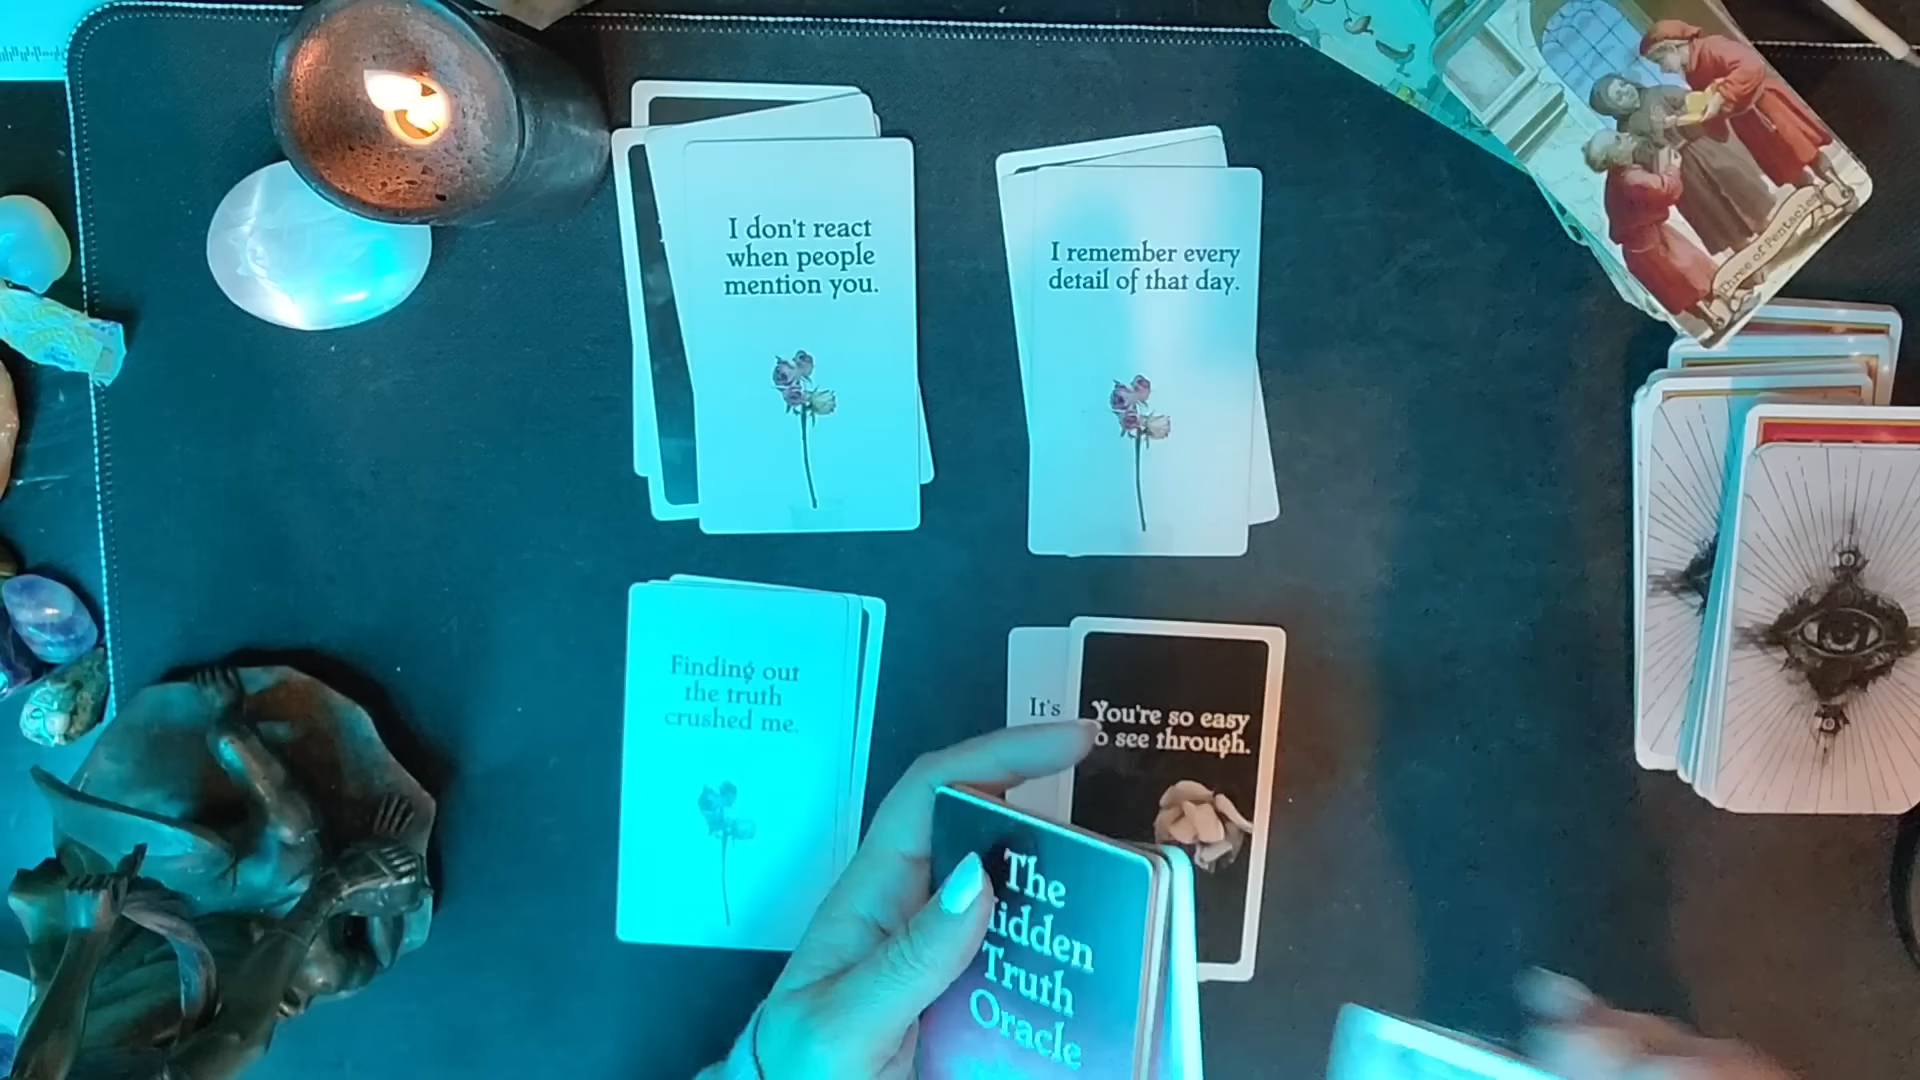 I don't react
when people
mention you.
I remember every
detail of that day.
Three of Pentacles
Finding out
the truth
crushed me.
It's
You're so easy
o see through.
The
idden
Truth
Oracle